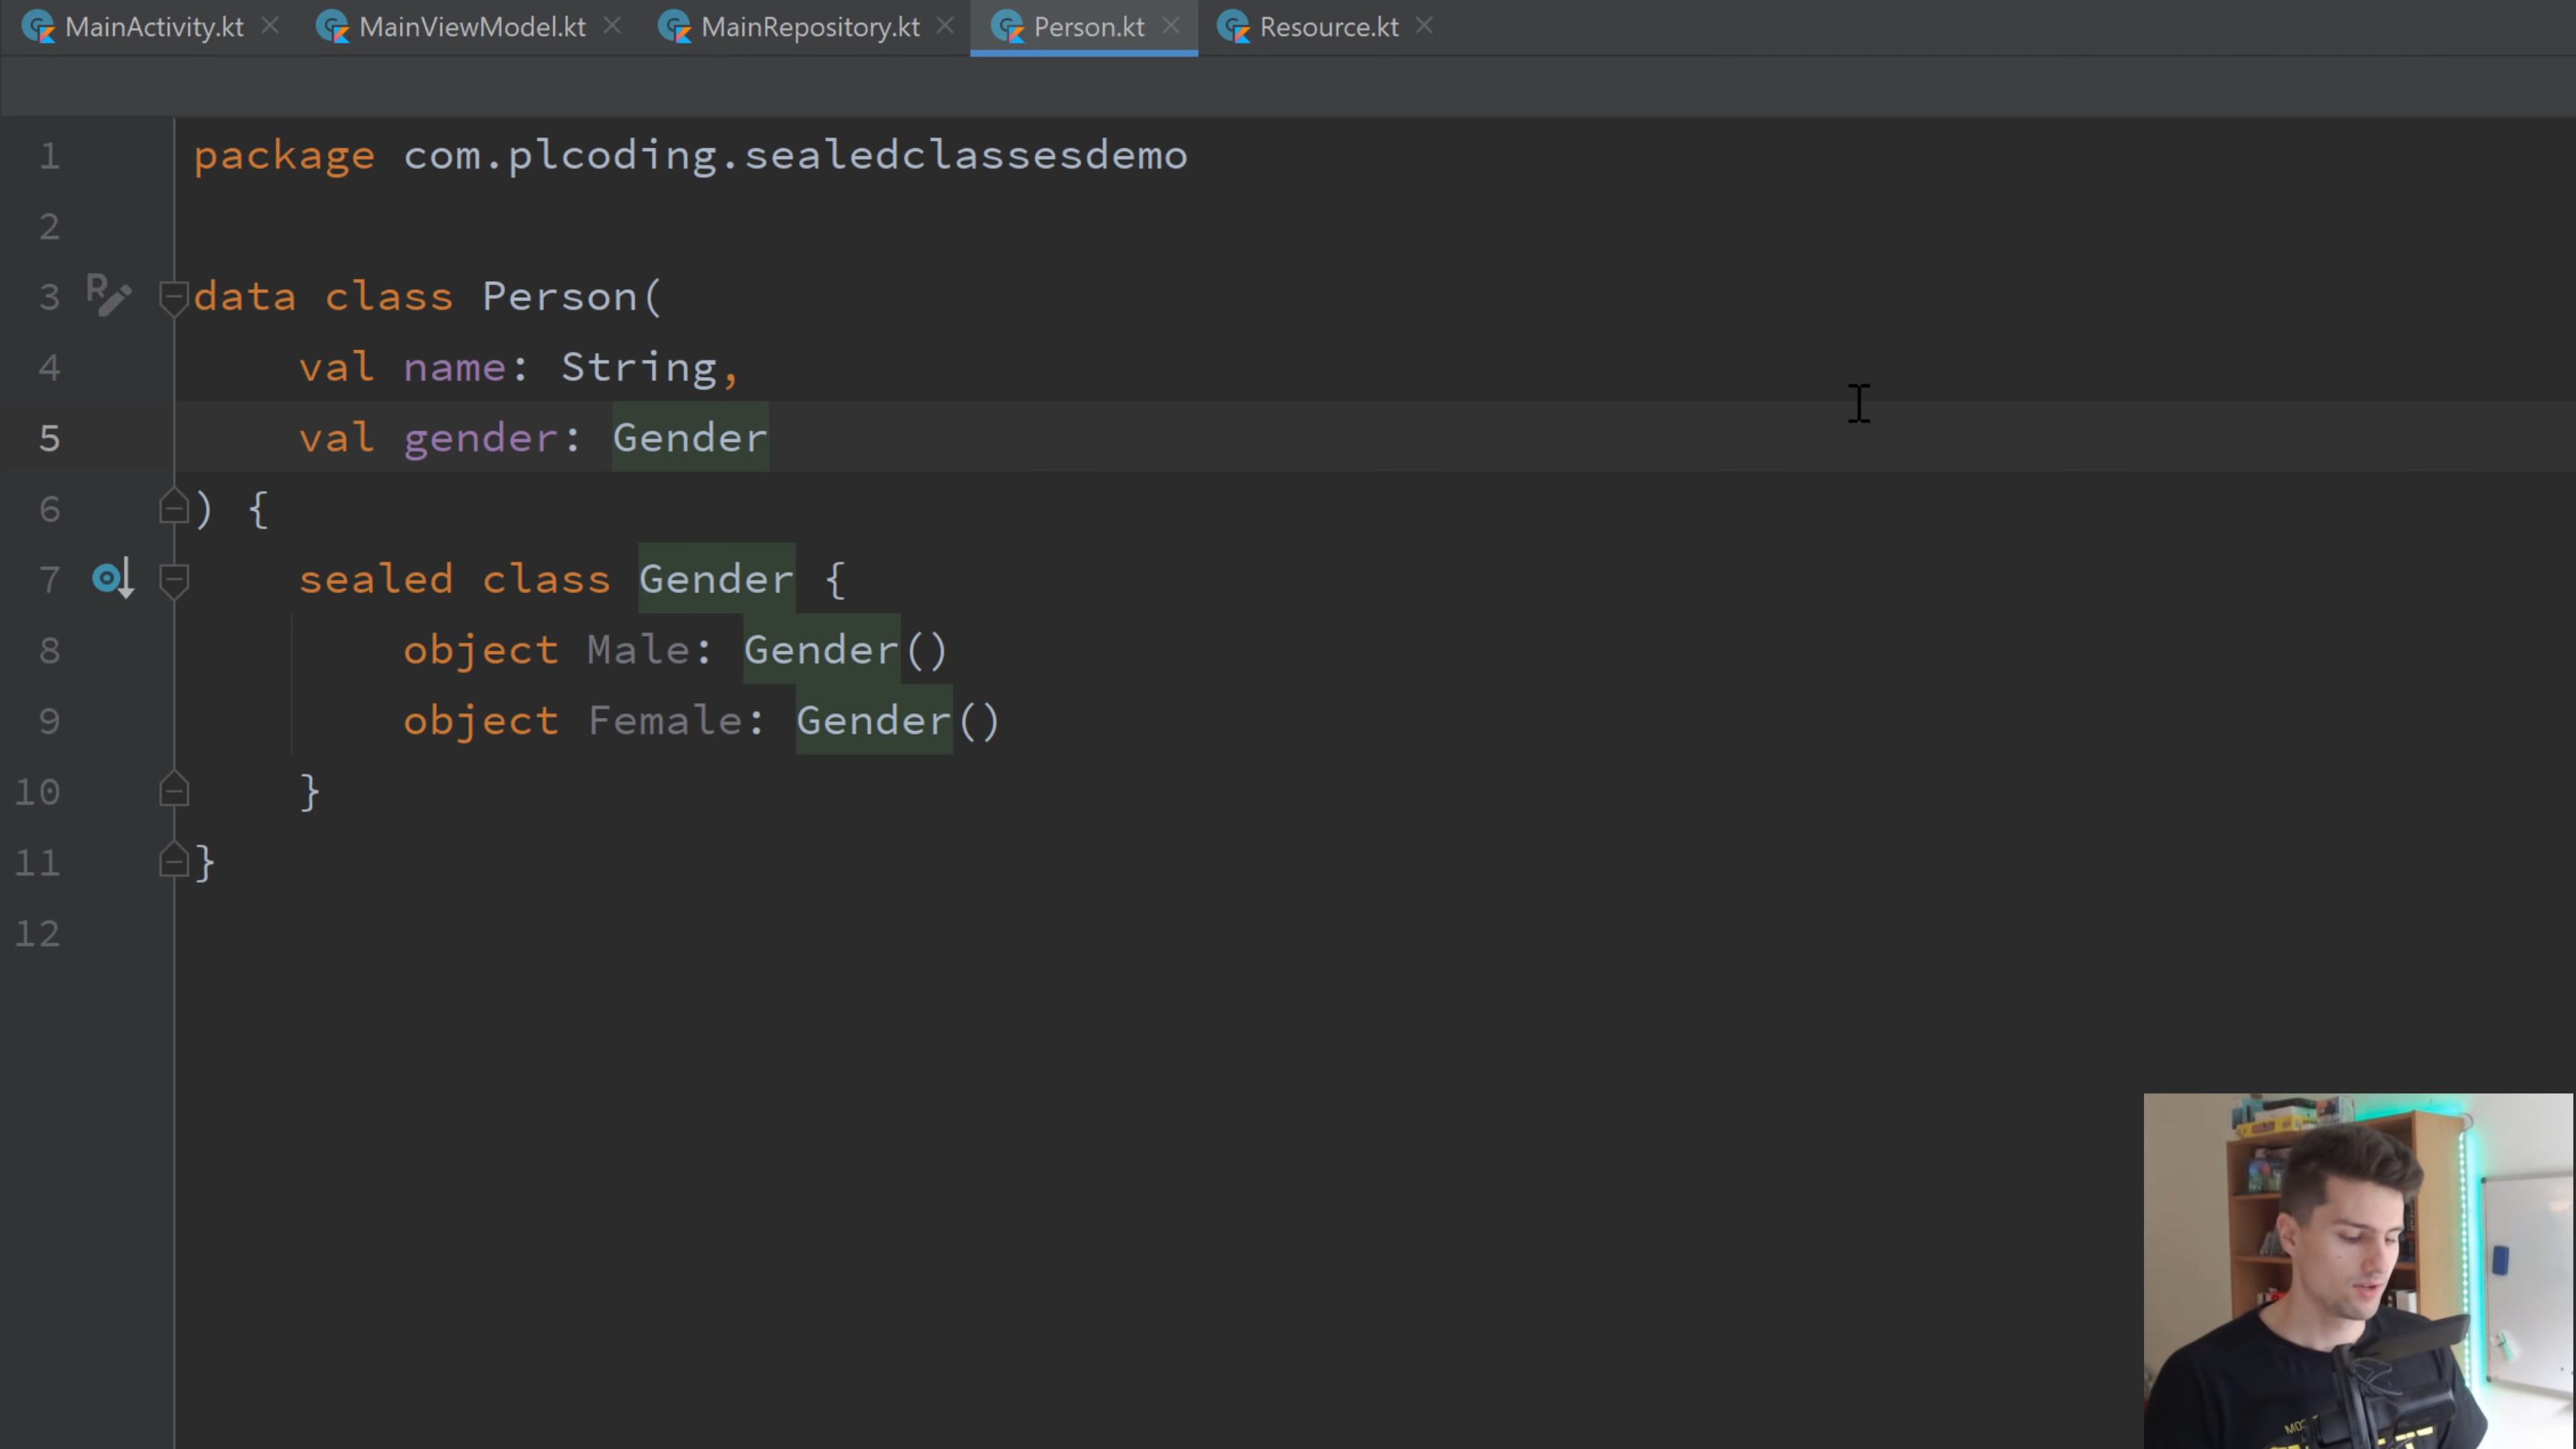 MainActivity.kt MainViewModel.kt MainRepository.kt Person.kt Resource.kt
1 package com.plcoding.sealedclassesdemo
2
3 data class Person(
4 val name: String,
5 val gender: Gender
6 ) {
7 sealed class Gender {
8 object Male: Gender()
9 object Female: Gender()
10 }
11 }
12